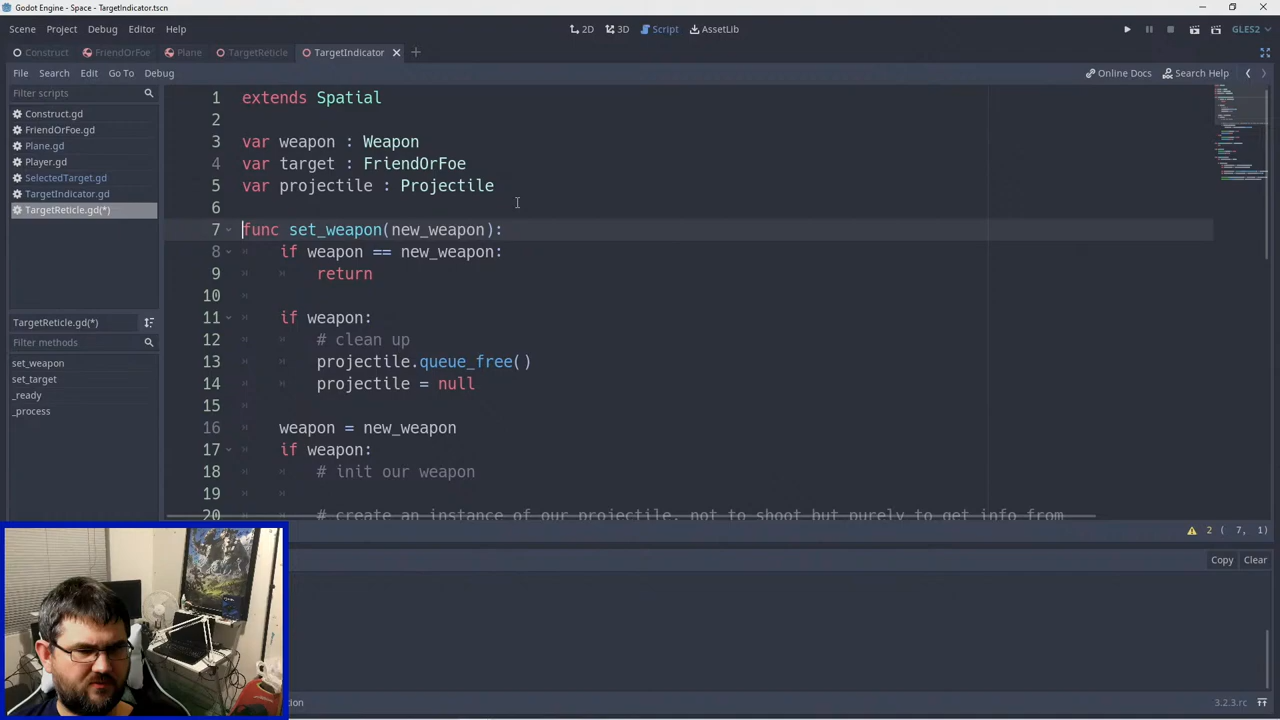 Godot Engine - Space - TargetIndicator.tscn
Scene Project Debug Editor Help
2D 3D Script AssetLib
GLES2
Construct FriendOrFoe Plane TargetReticle TargetIndicator
File Search Edit Go To Debug
Online Docs Search Help
Filter scripts
Construct.gd
FriendOrFoe.gd
Plane.gd
Player.gd
SelectedTarget.gd
TargetIndicator.gd
TargetReticle.gd(*)
TargetReticle.gd(*)
Filter methods
set_weapon
set_target
_ready
_process
1 extends Spatial
2
3 var weapon : Weapon
4 var target : FriendOrFoe
5 var projectile : Projectile
6
7 func set_weapon(new_weapon):
8 if weapon == new_weapon:
9 return
10
11 if weapon:
12 # clean up
13 projectile.queue_free()
14 projectile = null
15
16 weapon = new_weapon
17 if weapon:
18 # init our weapon
19
20 # create an instance of our projectile, not to shoot but purely to get info from
2 ( 7, 1)
Copy Clear
3.2.3.rc